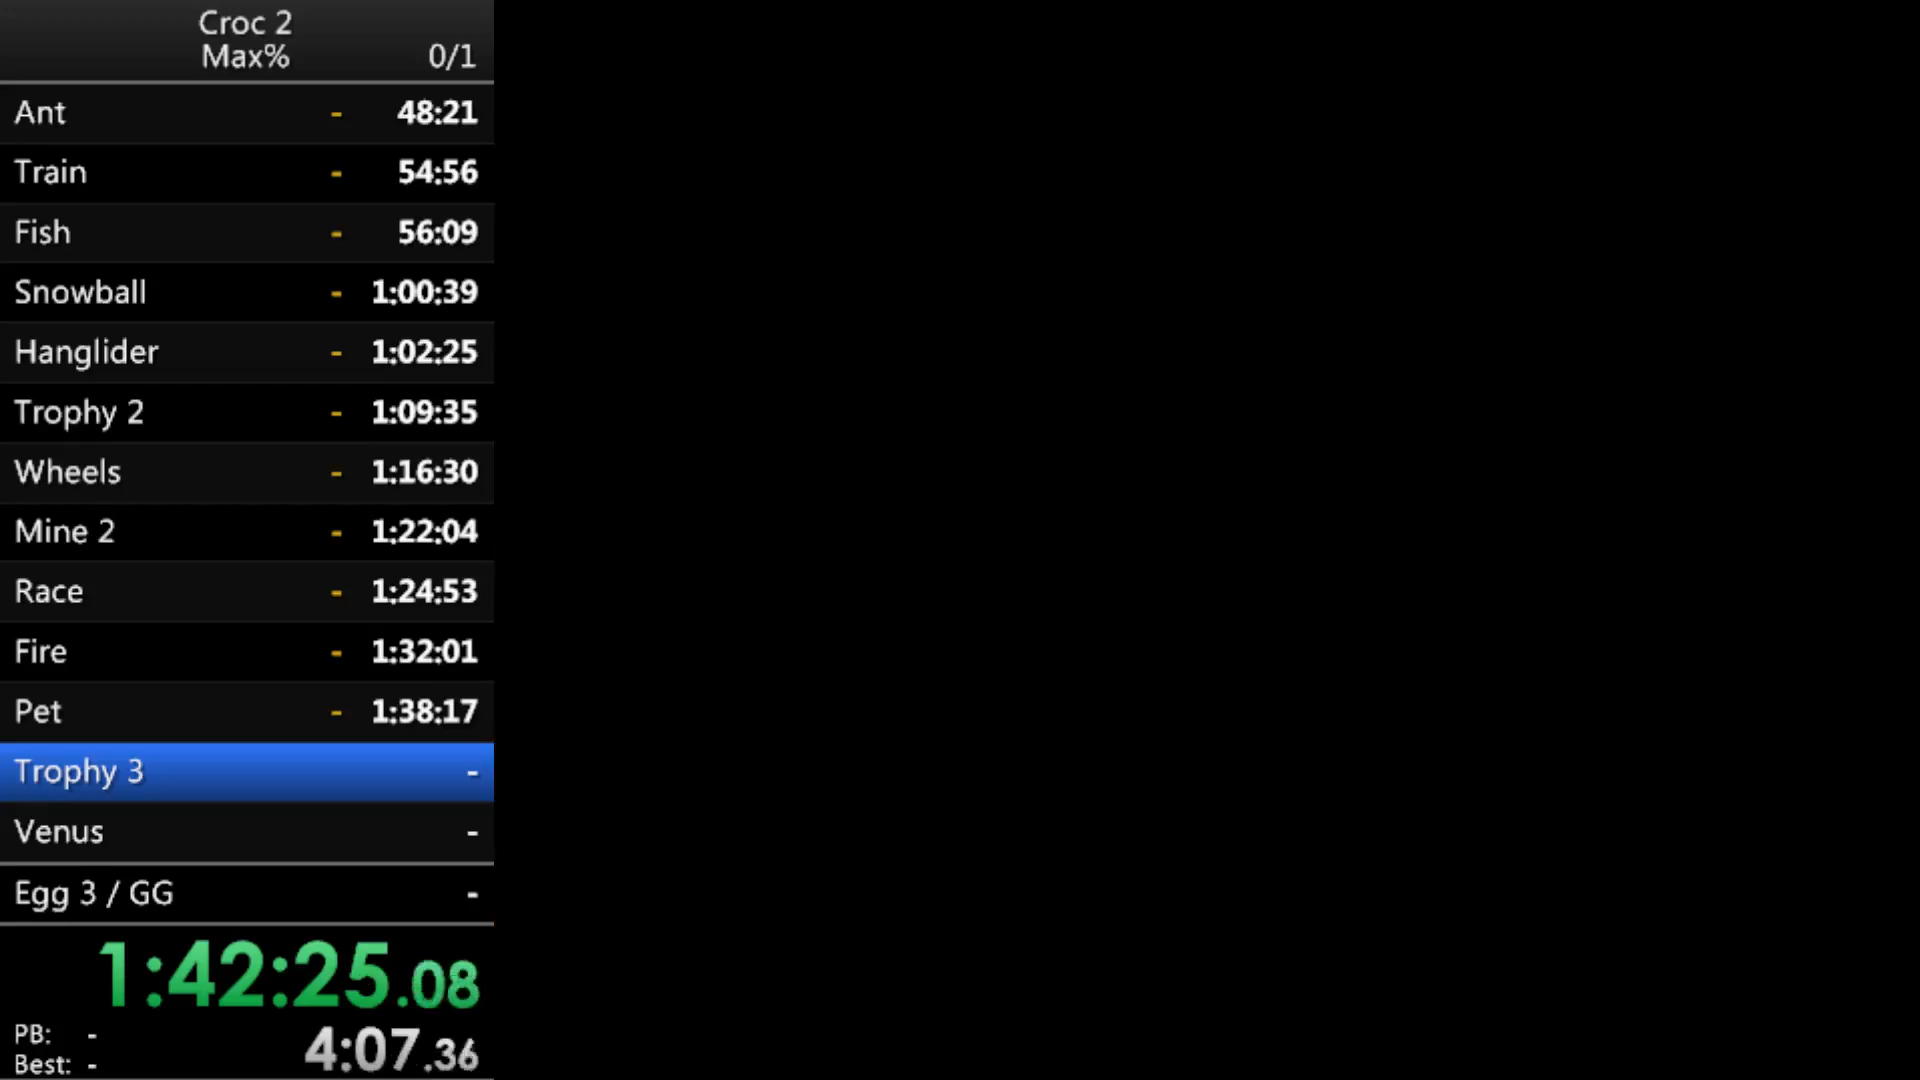 Croc 2
Max% 0/1
Ant - 48:21
Train - 54:56
Fish - 56:09
Snowball - 1:00:39
Hanglider - 1:02:25
Trophy 2 - 1:09:35
Wheels - 1:16:30
Mine 2 - 1:22:04
Race - 1:24:53
Fire - 1:32:01
Pet - 1:38:17
Trophy 3 -
Venus -
Egg 3 / GG -
1:42:25.08
PB: - 4:07.36
Best: -